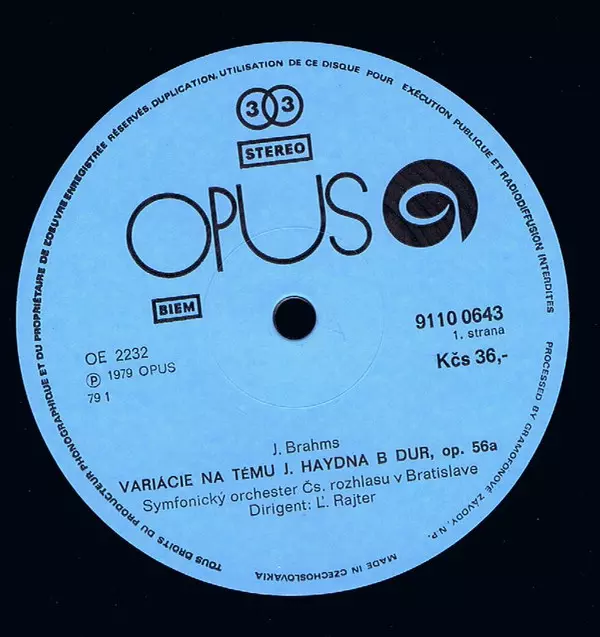 TOUS DROITS DU PRODUCTEUR PHONOGRAPHIQUE ET DU PROPRIÉTAIRE DE L'OEUVRE ENREGISTRÉE RÉSERVÉS. DUPLICATION, UTILISATION DE CE DISQUE POUR EXÉCUTION PUBLIQUE ET RADIODIFFUSION INTERDITES
33
STEREO
OPUS
BIEM
9110 0643
1. strana
OE 2232
Ⓟ 1979 OPUS
79 1
Kčs 36,-
J. Brahms
VARIÁCIE NA TÉMU J. HAYDNA B DUR, op. 56a
Symfonický orchester Čs. rozhlasu v Bratislave
Dirigent: Ľ. Rajter
PROCESSED BY GRAMOFONOVÉ ZÁVODY, N. P.
MADE IN CZECHOSLOVAKIA